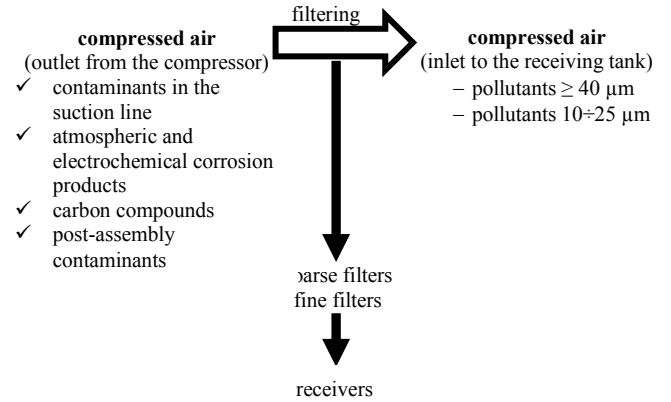 filtering
compressed air
(outlet from the compressor)
✓ contaminants in the
suction line
✓ atmospheric and
electrochemical corrosion
products
✓ carbon compounds
✓ post-assembly
contaminants
compressed air
(inlet to the receiving tank)
– pollutants ≥ 40 µm
– pollutants 10÷25 µm
filters
fine filters
receivers